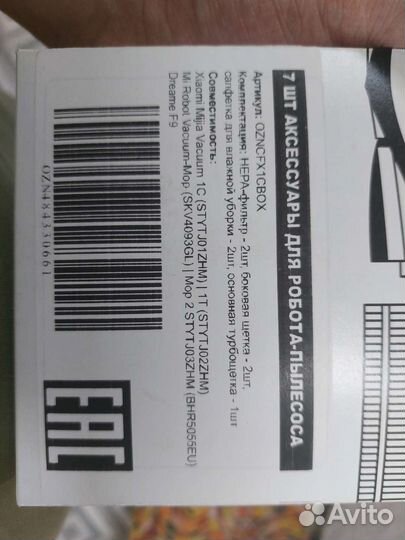 7 ШТ АКСЕССУАРЫ ДЛЯ РОБОТА-ПЫЛЕСОСА
Артикул: OZNCFX1CBOX
Комплектация: HEPA-фильтр - 2шт, боковая щетка - 2шт,
салфетка для влажной уборки - 2шт, основная турбощетка - 1шт
Совместимость:
Xiaomi Mijia Vacuum 1C (STYTJ01ZHM) | 1T (STYTJ02ZHM)
Mi Robot Vacuum-Mop (SKV4093GL) | Mop 2 STYTJ03ZHM (BHR5055EU)
Dreame F9
OZN484330661
EAC
Avito